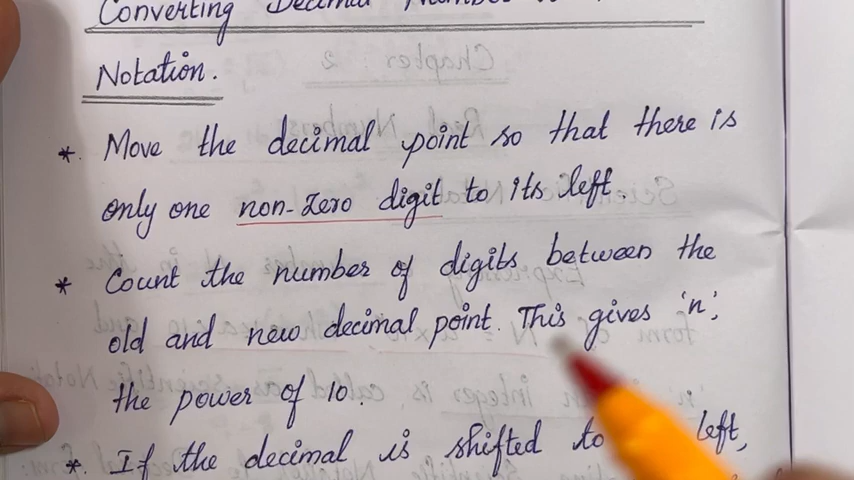 Converting Decimal Number
Notation.
* Move the decimal point so that there is
only one non-zero digit to its left.
* Count the number of digits between the
old and new decimal point. This gives 'n',
the power of 10.
* If the decimal is shifted to left,